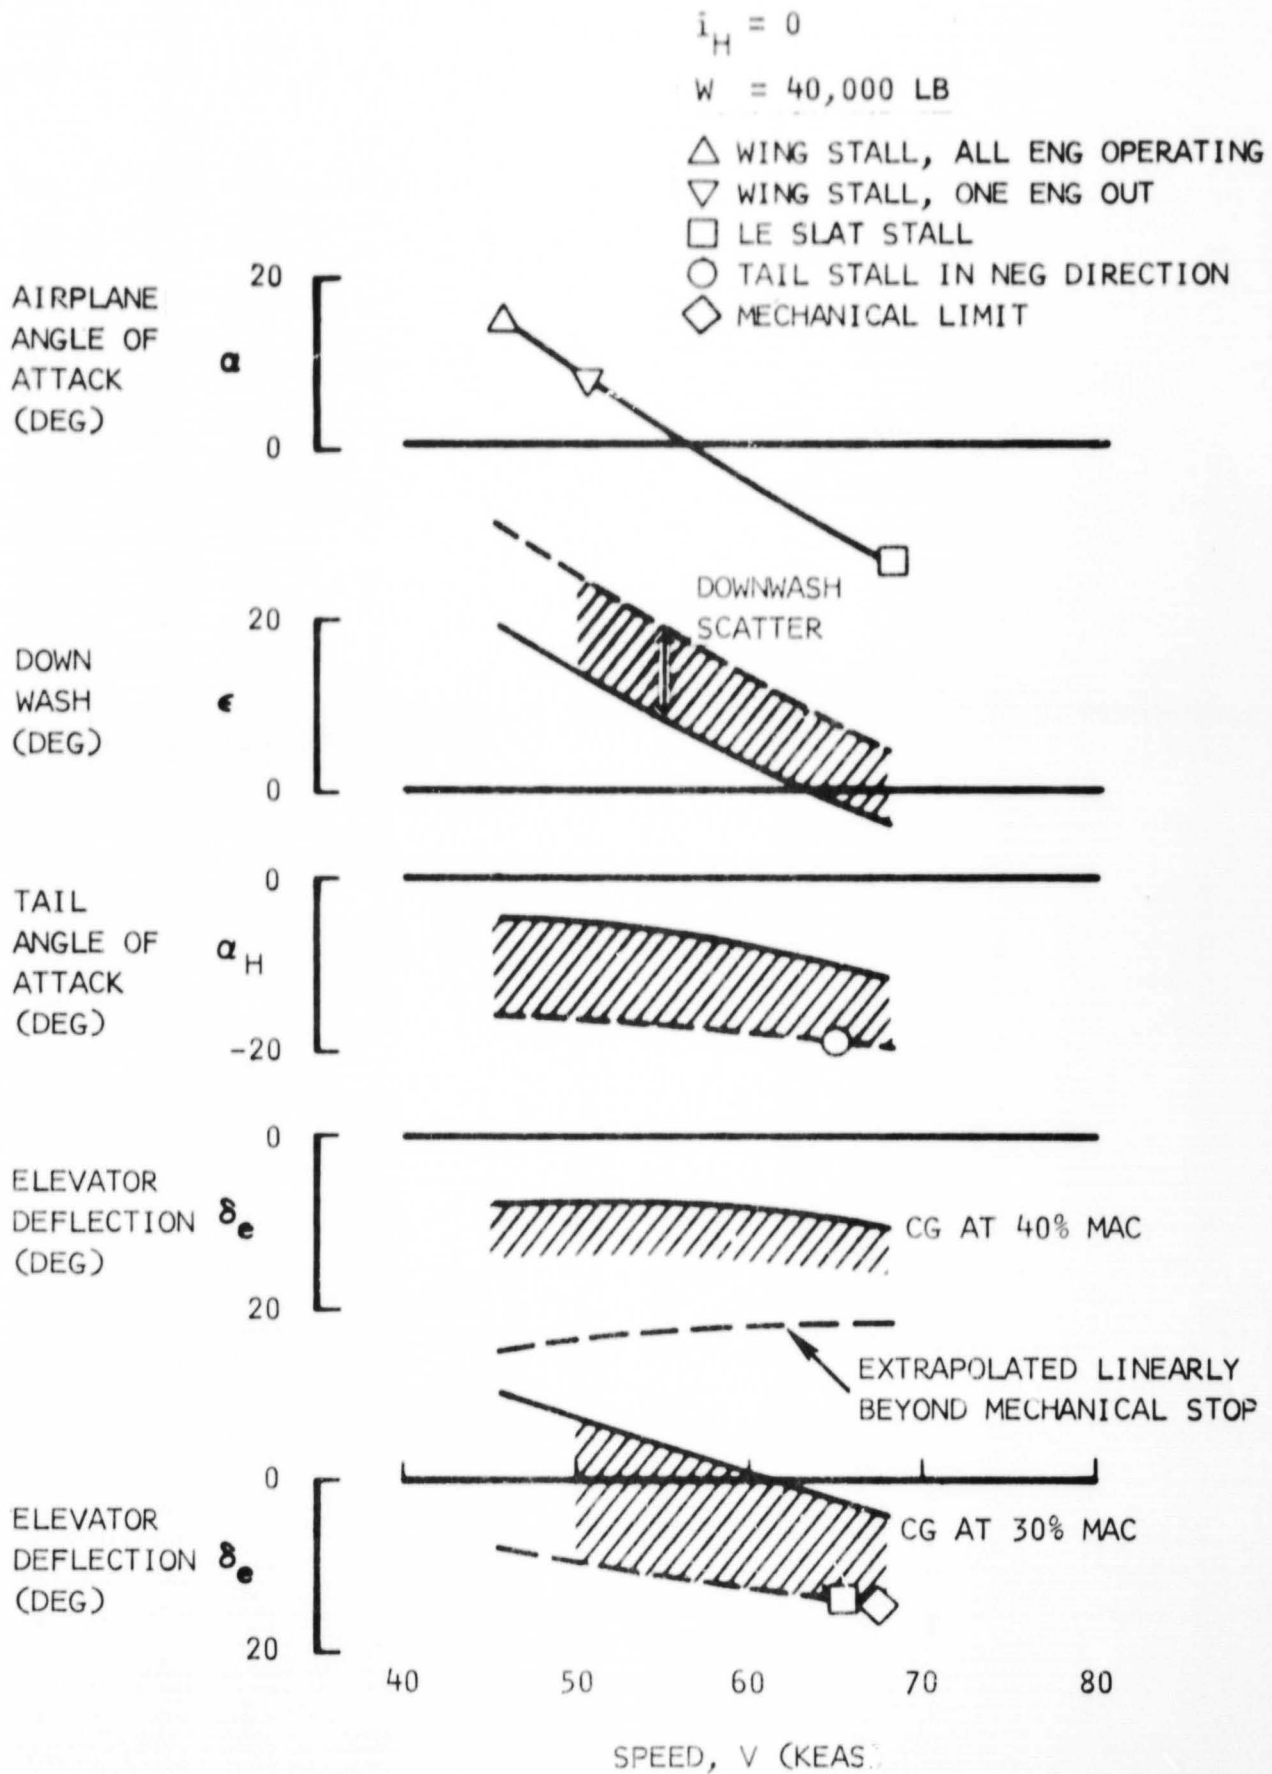 i_H = 0
W = 40,000 LB
△ WING STALL, ALL ENG OPERATING
▽ WING STALL, ONE ENG OUT
□ LE SLAT STALL
○ TAIL STALL IN NEG DIRECTION
◇ MECHANICAL LIMIT
AIRPLANE
ANGLE OF
ATTACK
(DEG)
α
20
0
DOWNWASH
SCATTER
DOWN
WASH
(DEG)
ϵ
20
0
TAIL
ANGLE OF
ATTACK
(DEG)
α_H
0
-20
ELEVATOR
DEFLECTION
(DEG)
δ_e
0
20
CG AT 40% MAC
EXTRAPOLATED LINEARLY
BEYOND MECHANICAL STOP
ELEVATOR
DEFLECTION
(DEG)
δ_e
0
20
CG AT 30% MAC
40 50 60 70 80
SPEED, V (KEAS)